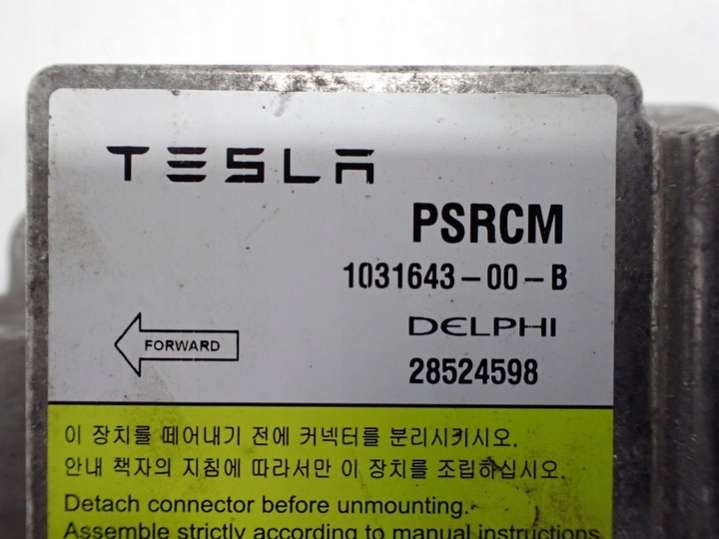 TESLA
PSRCM
1031643-00-B
DELPHI
FORWARD
28524598
이 장치를 떼어내기 전에 커넥터를 분리시키시오.
안내 책자의 지침에 따라서만 이 장치를 조립하십시오.
Detach connector before unmounting.
Assemble strictly according to manual instructions